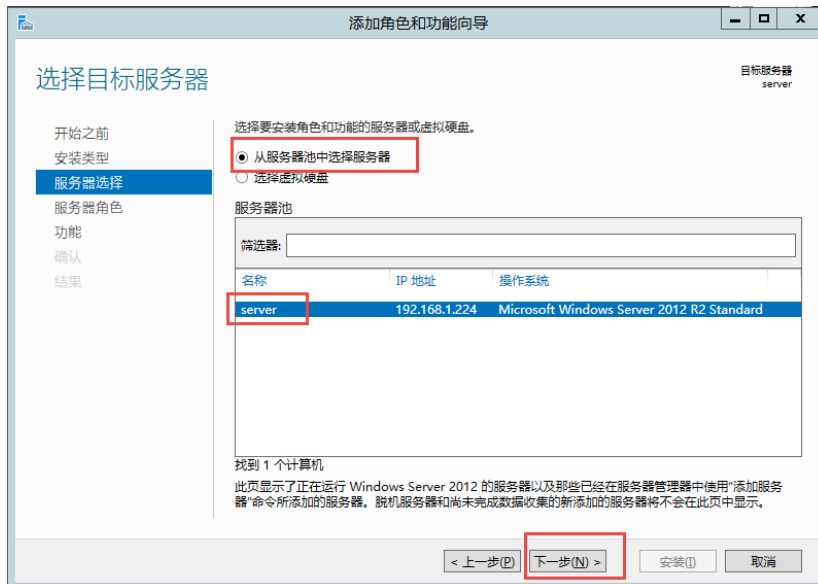 添加角色和功能向导
选择目标服务器
目标服务器
server
开始之前
安装类型
服务器选择
服务器角色
功能
确认
结果
选择要安装角色和功能的服务器或虚拟硬盘。
从服务器池中选择服务器
选择虚拟硬盘
服务器池
筛选器:
名称 IP 地址 操作系统
server 192.168.1.224 Microsoft Windows Server 2012 R2 Standard
找到 1 个计算机
此页显示了正在运行 Windows Server 2012 的服务器以及那些已经在服务器管理器中使用"添加服务
器"命令所添加的服务器。脱机服务器和尚未完成数据收集的新添加的服务器将不会在此页中显示。
< 上一步(P) 下一步(N) > 安装(I) 取消